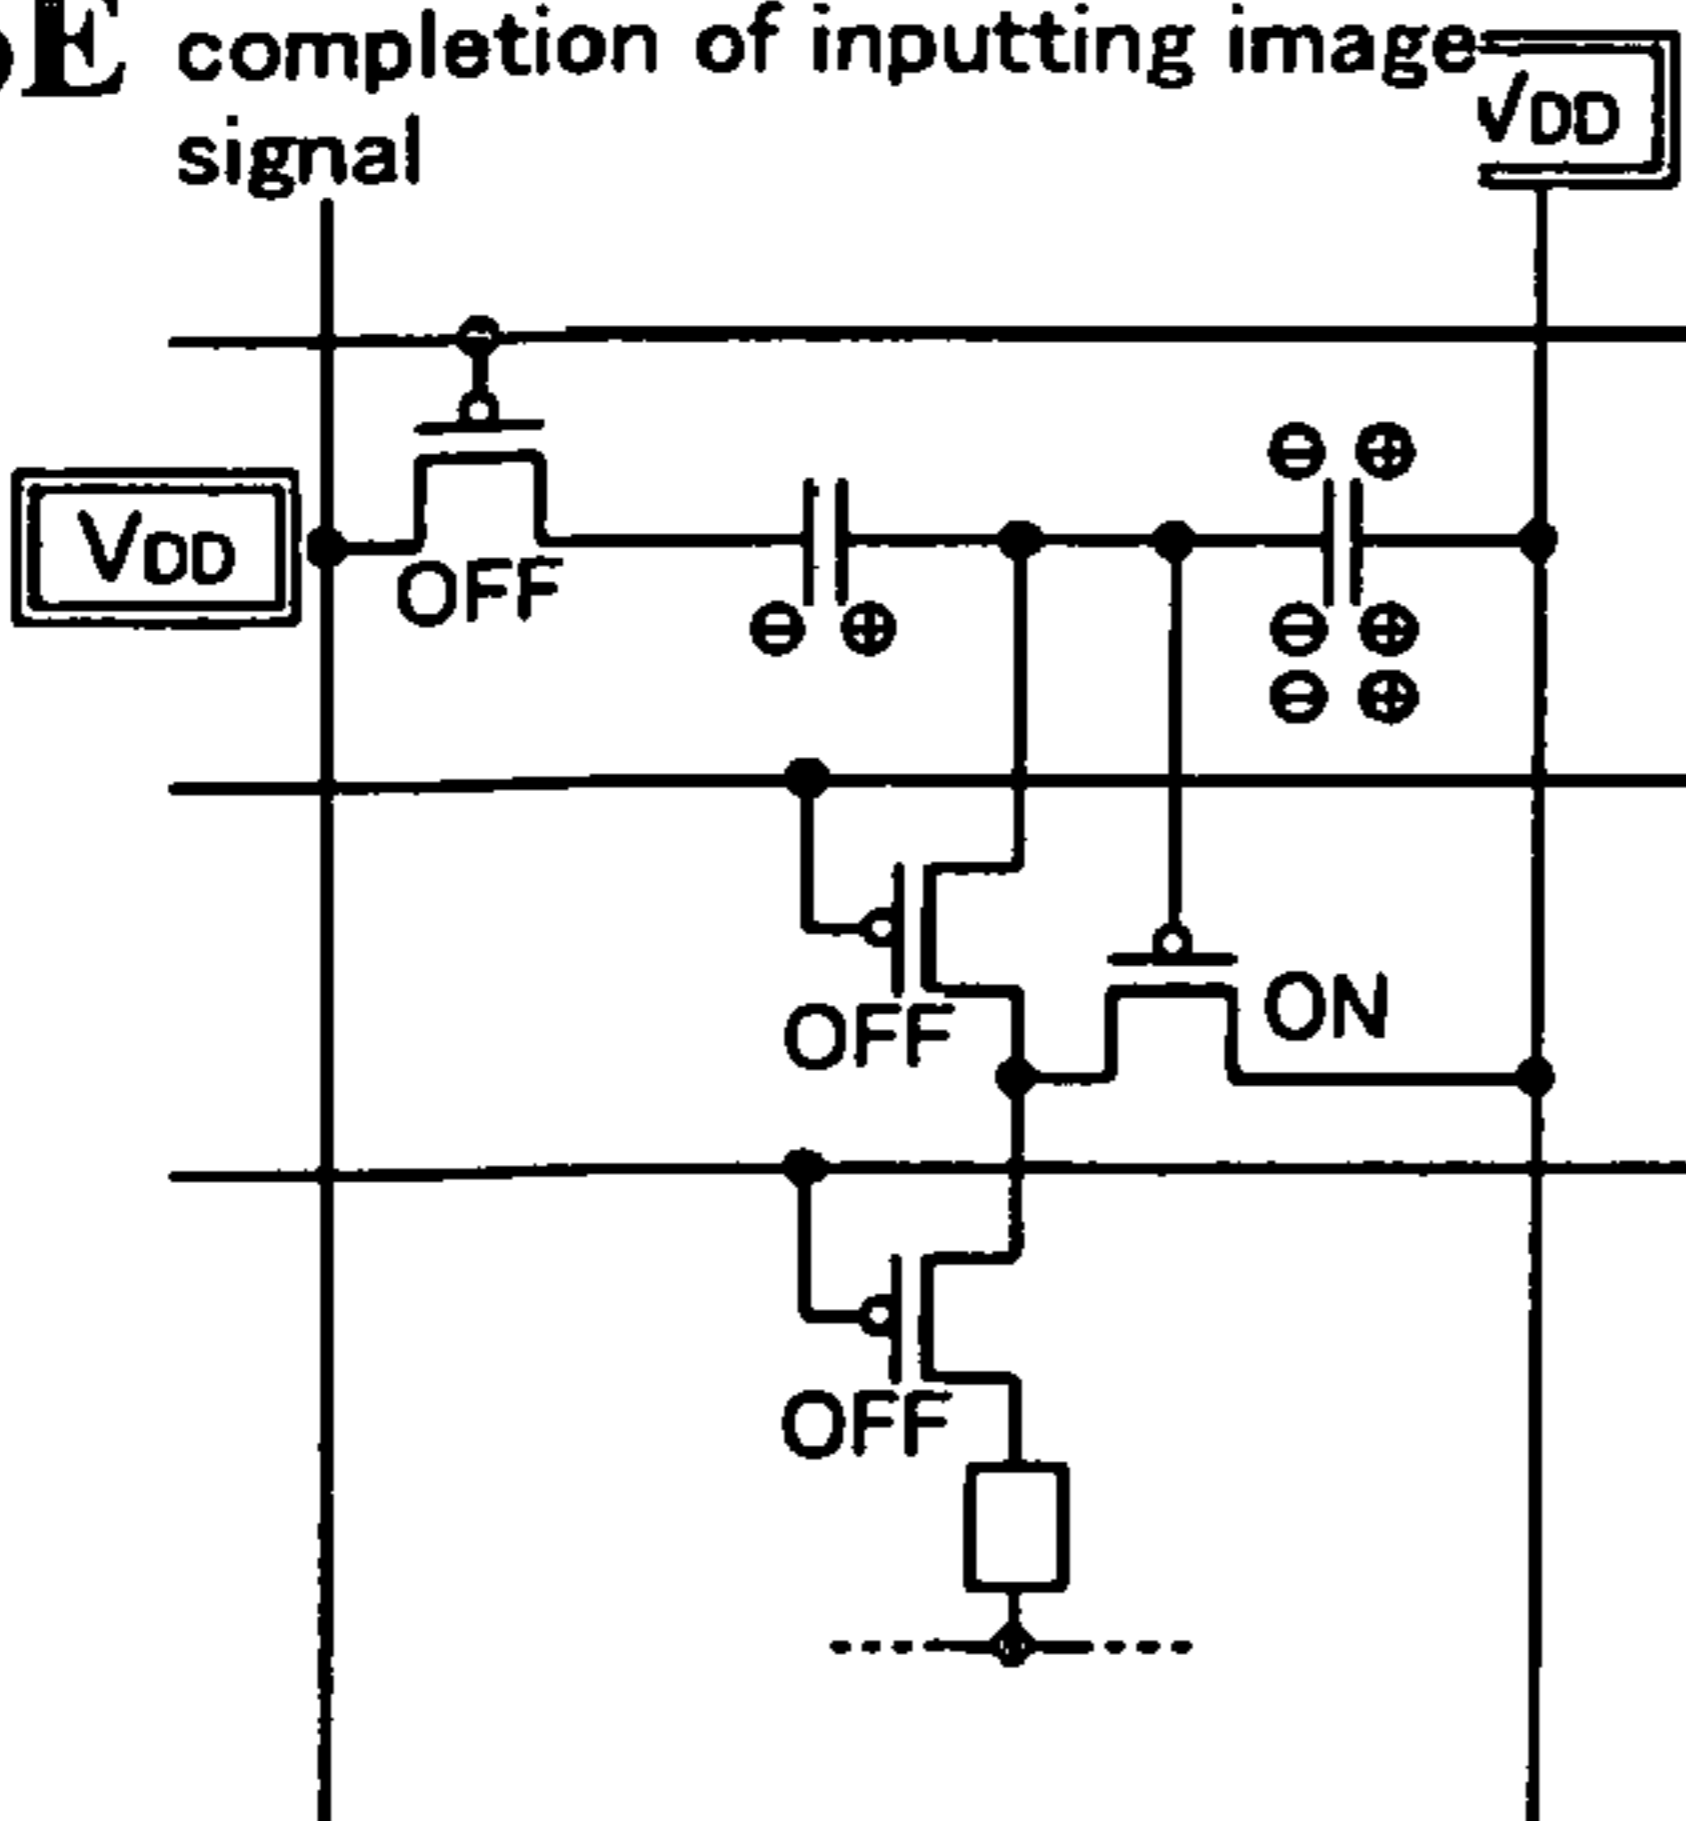 E completion of inputting image
signal
VDD
VDD
OFF
⊖ ⊕
⊖ ⊕
⊖ ⊕
⊖ ⊕
OFF
ON
OFF